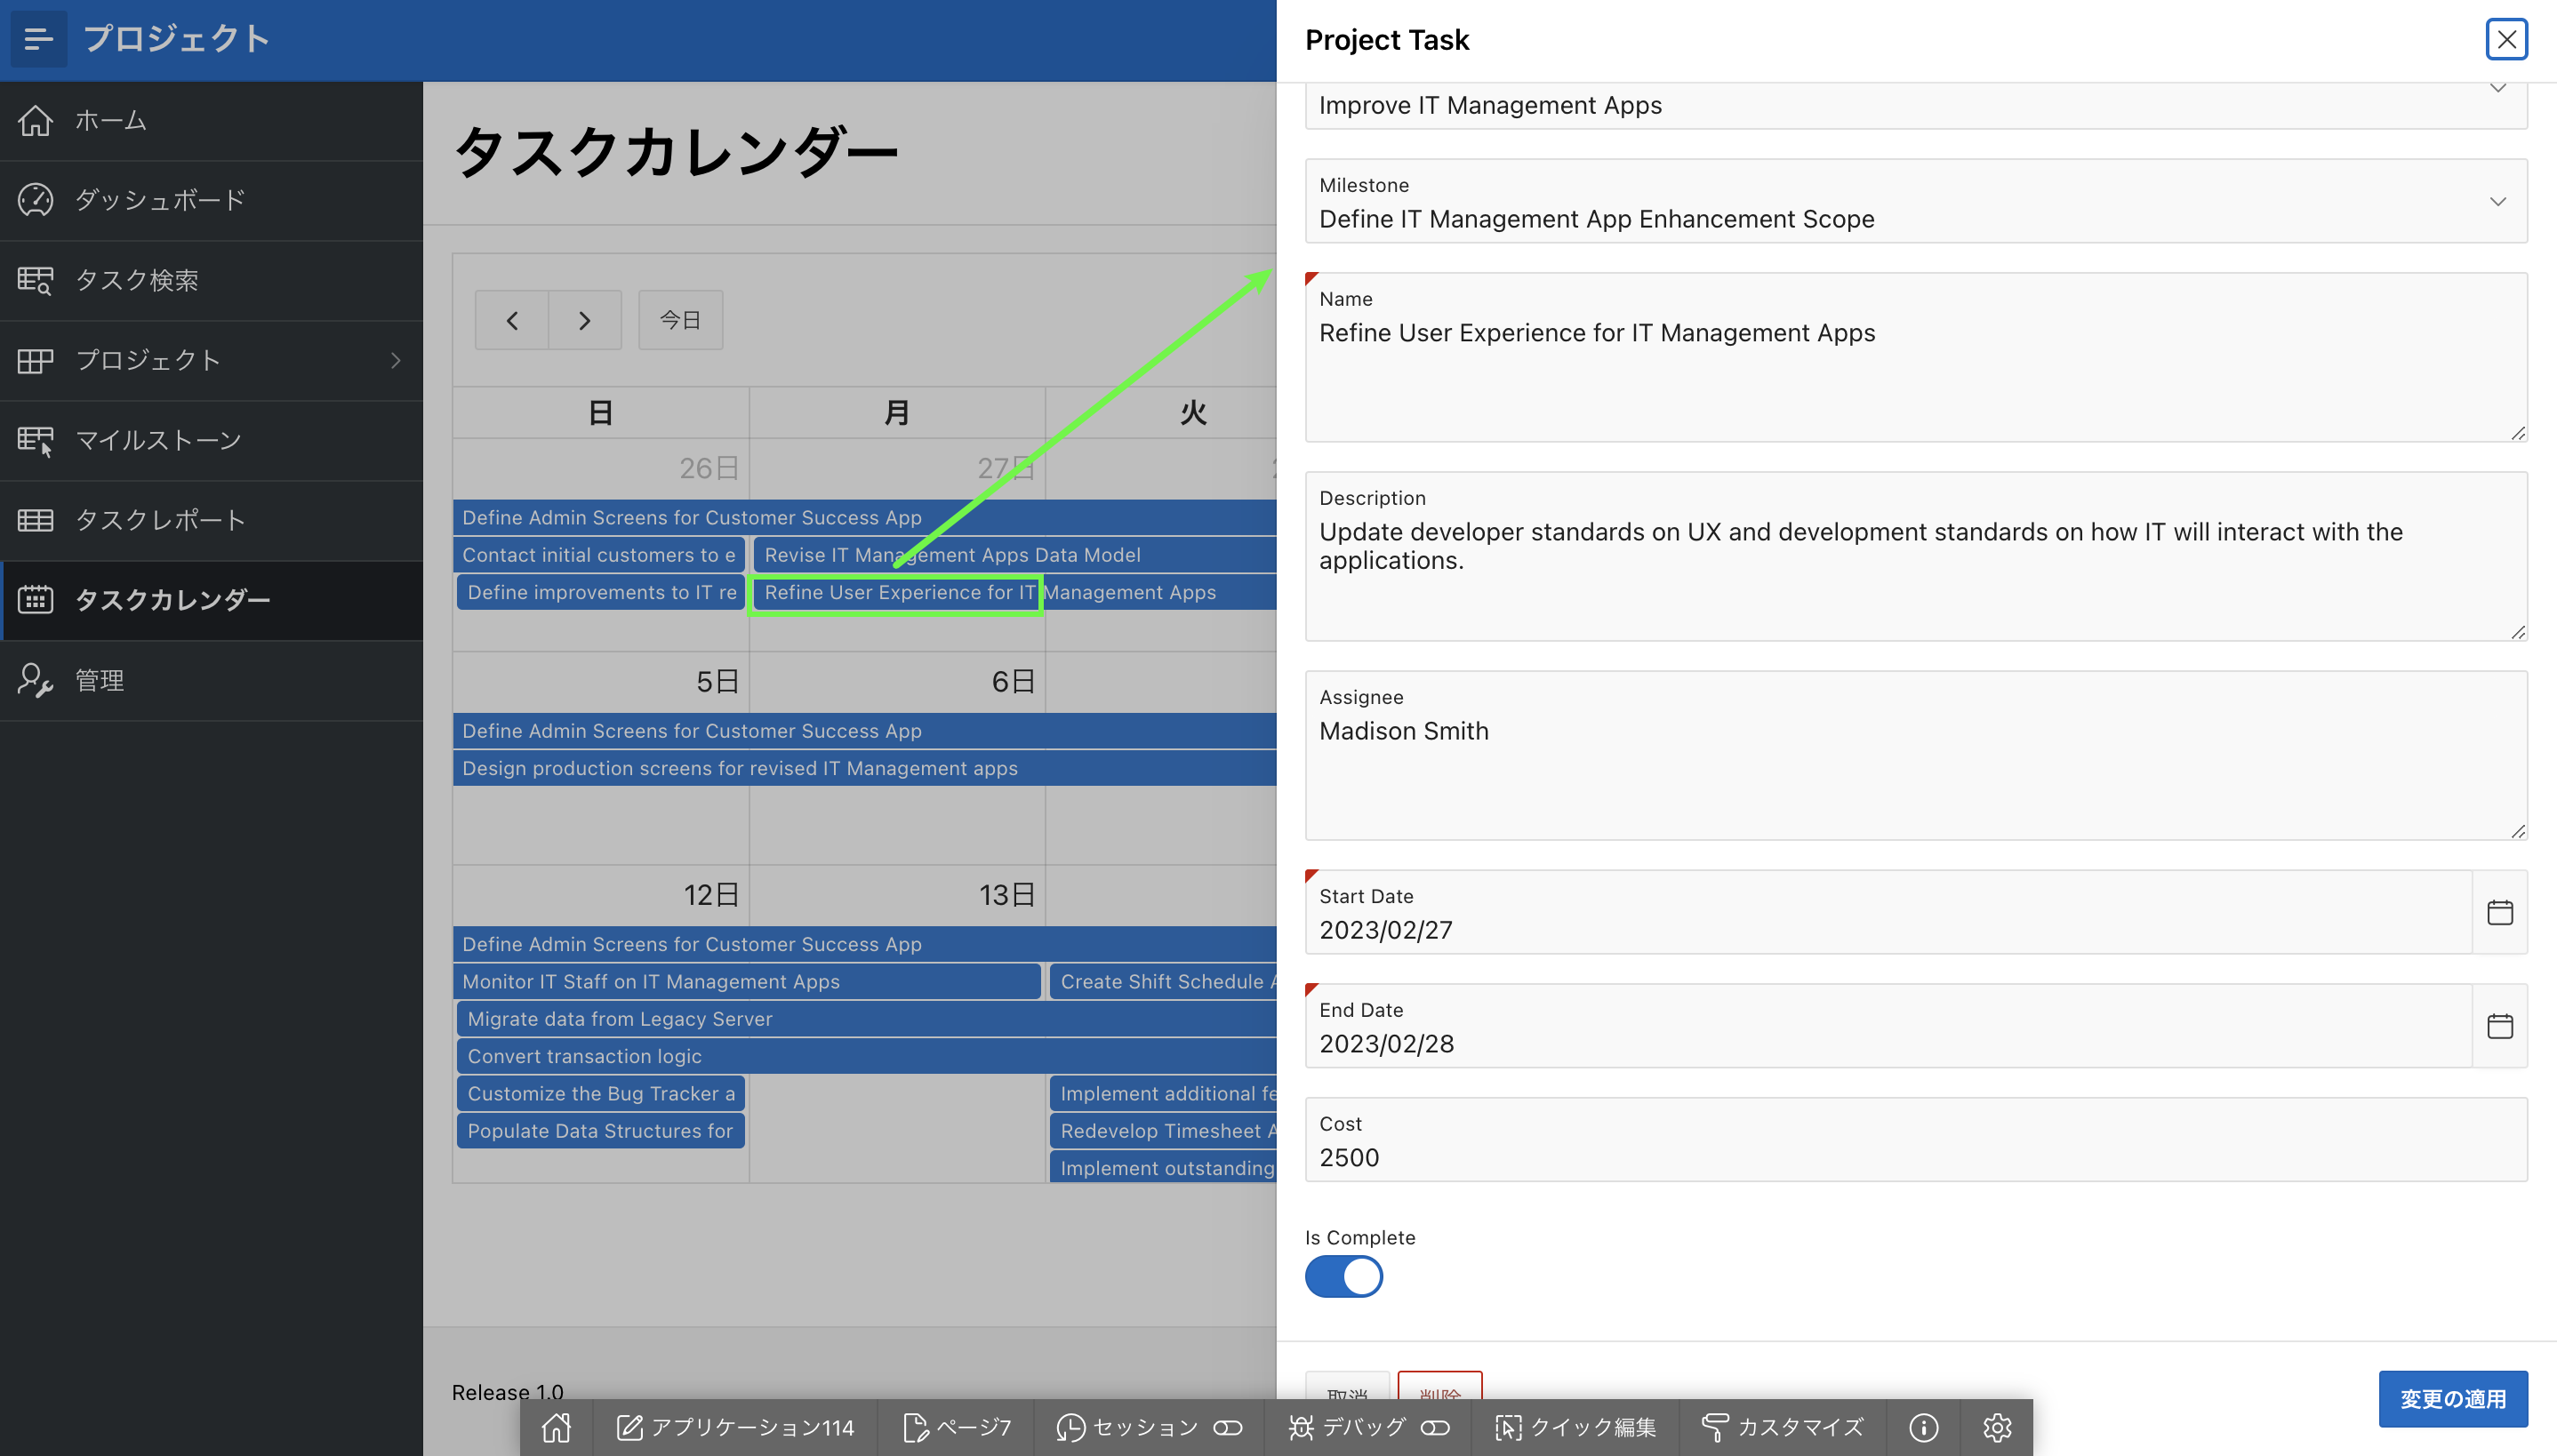 プロジェクト
ホーム
ダッシュボード
タスク検索
プロジェクト
マイルストーン
タスクレポート
タスクカレンダー
管理
タスクカレンダー
今日
日 月 火
26日 27日
Define Admin Screens for Customer Success App
Contact initial customers to e
Revise IT Management Apps Data Model
Define improvements to IT re
Refine User Experience for IT Management Apps
5日 6日
Define Admin Screens for Customer Success App
Design production screens for revised IT Management apps
12日 13日
Define Admin Screens for Customer Success App
Monitor IT Staff on IT Management Apps
Create Shift Schedule A
Migrate data from Legacy Server
Convert transaction logic
Customize the Bug Tracker a
Implement additional fe
Populate Data Structures for
Redevelop Timesheet A
Implement outstanding
Release 1.0
Project Task
Improve IT Management Apps
Milestone
Define IT Management App Enhancement Scope
Name
Refine User Experience for IT Management Apps
Description
Update developer standards on UX and development standards on how IT will interact with the
applications.
Assignee
Madison Smith
Start Date
2023/02/27
End Date
2023/02/28
Cost
2500
Is Complete
取消 削除 変更の適用
アプリケーション114 ページ7 セッション デバッグ クイック編集 カスタマイズ